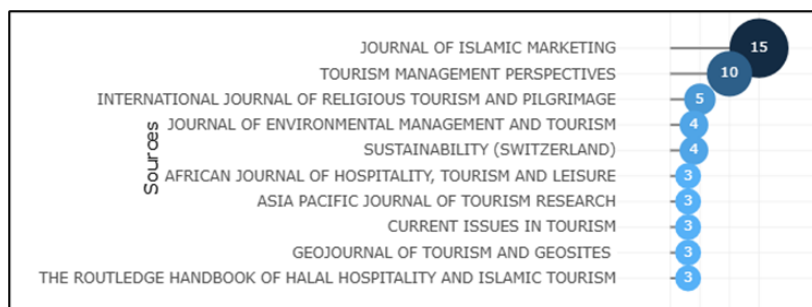 Sources
JOURNAL OF ISLAMIC MARKETING 15
TOURISM MANAGEMENT PERSPECTIVES 10
INTERNATIONAL JOURNAL OF RELIGIOUS TOURISM AND PILGRIMAGE 5
JOURNAL OF ENVIRONMENTAL MANAGEMENT AND TOURISM 4
SUSTAINABILITY (SWITZERLAND) 4
AFRICAN JOURNAL OF HOSPITALITY, TOURISM AND LEISURE 3
ASIA PACIFIC JOURNAL OF TOURISM RESEARCH 3
CURRENT ISSUES IN TOURISM 3
GEOJOURNAL OF TOURISM AND GEOSITES 3
THE ROUTLEDGE HANDBOOK OF HALAL HOSPITALITY AND ISLAMIC TOURISM 3